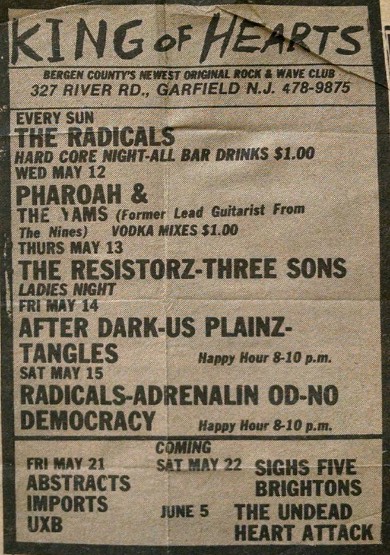 KING OF HEARTS
BERGEN COUNTY'S NEWEST ORIGINAL ROCK & WAVE CLUB
327 RIVER RD., GARFIELD N.J. 478-9875
EVERY SUN
THE RADICALS
HARD CORE NIGHT-ALL BAR DRINKS $1.00
WED MAY 12
PHAROAH &
THE YAMS (Former Lead Guitarist From
The Nines) VODKA MIXES $1.00
THURS MAY 13
THE RESISTORZ-THREE SONS
LADIES NIGHT
FRI MAY 14
AFTER DARK-US PLAINZ-
TANGLES Happy Hour 8-10 p.m.
SAT MAY 15
RADICALS-ADRENALIN OD-NO
DEMOCRACY Happy Hour 8-10 p.m.
COMING
FRI MAY 21
ABSTRACTS
IMPORTS
UXB
SAT MAY 22 SIGHS FIVE
BRIGHTONS
JUNE 5 THE UNDEAD
HEART ATTACK